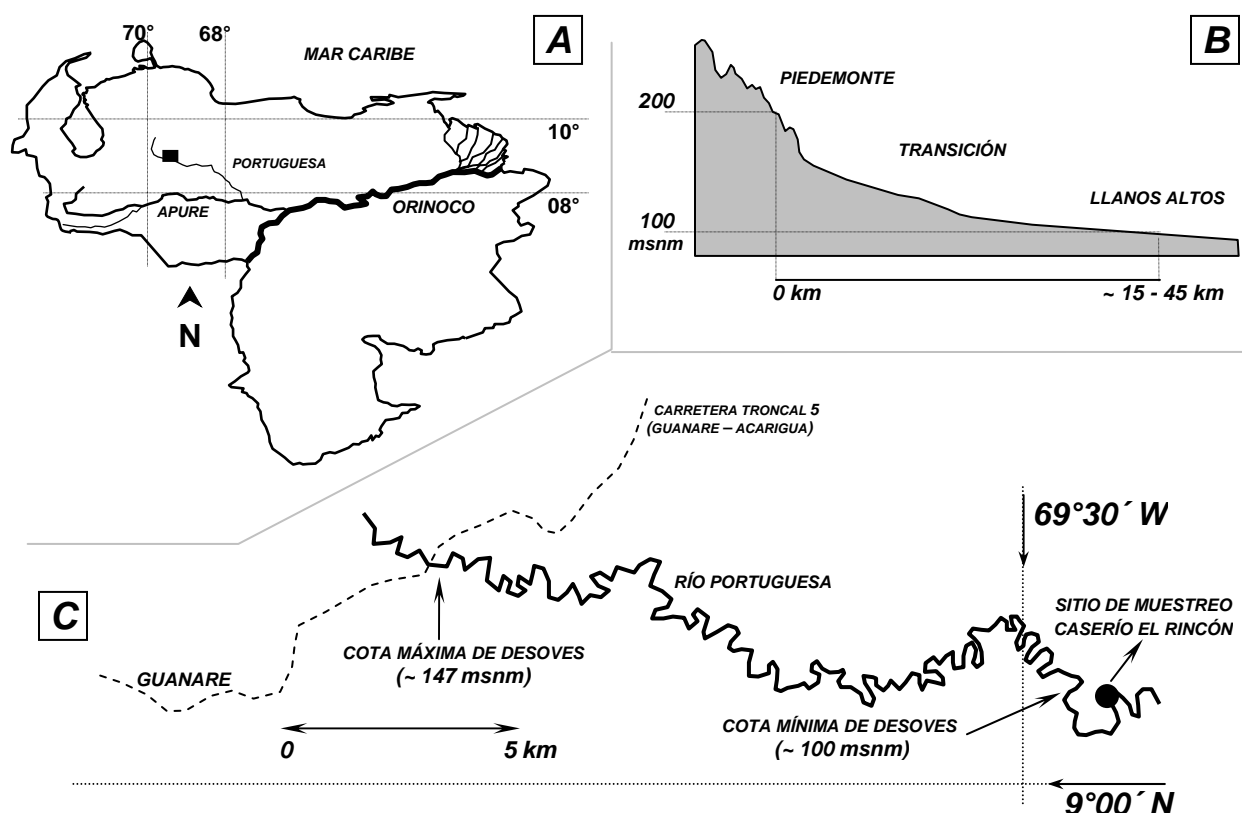 70°
68°
A
MAR CARIBE
10°
PORTUGUESA
APURE
ORINOCO
08°
N
B
PIEDEMONTE
200
TRANSICIÓN
LLANOS ALTOS
100
msnm
0 km
~ 15 - 45 km
CARRETERA TRONCAL 5
(GUANARE – ACARIGUA)
69°30´ W
C
RÍO PORTUGUESA
SITIO DE MUESTREO
CASERÍO EL RINCÓN
COTA MÁXIMA DE DESOVES
(~ 147 msnm)
GUANARE
COTA MÍNIMA DE DESOVES
(~ 100 msnm)
0
5 km
9°00´ N